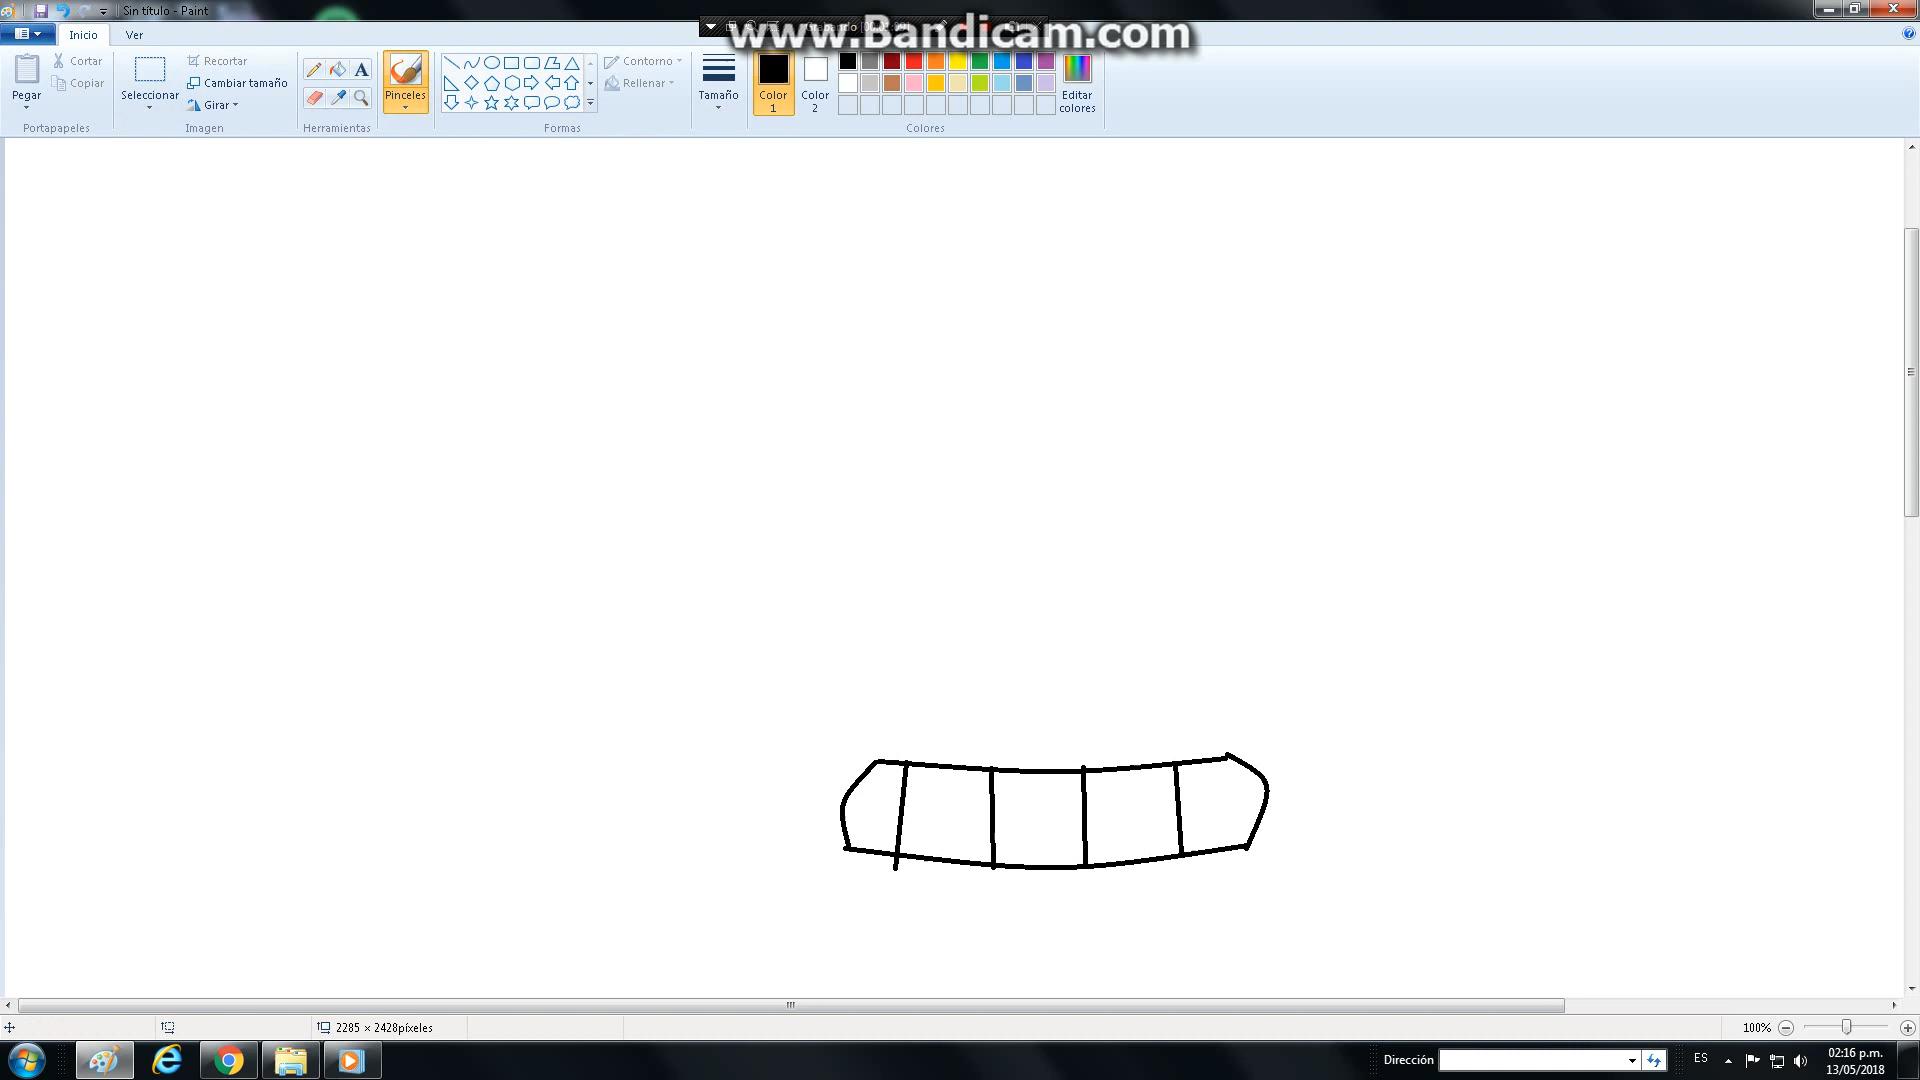 Sin título - Paint
www.Bandicam.com
Inicio
Ver
Pegar
Cortar
Copiar
Portapapeles
Seleccionar
Recortar
Cambiar tamaño
Girar
Imagen
A
Herramientas
Pinceles
Formas
Contorno
Rellenar
Tamaño
Color
1
Color
2
Colores
Editar
colores
2285 × 2428píxeles
100%
Dirección
ES
02:16 p.m.
13/05/2018